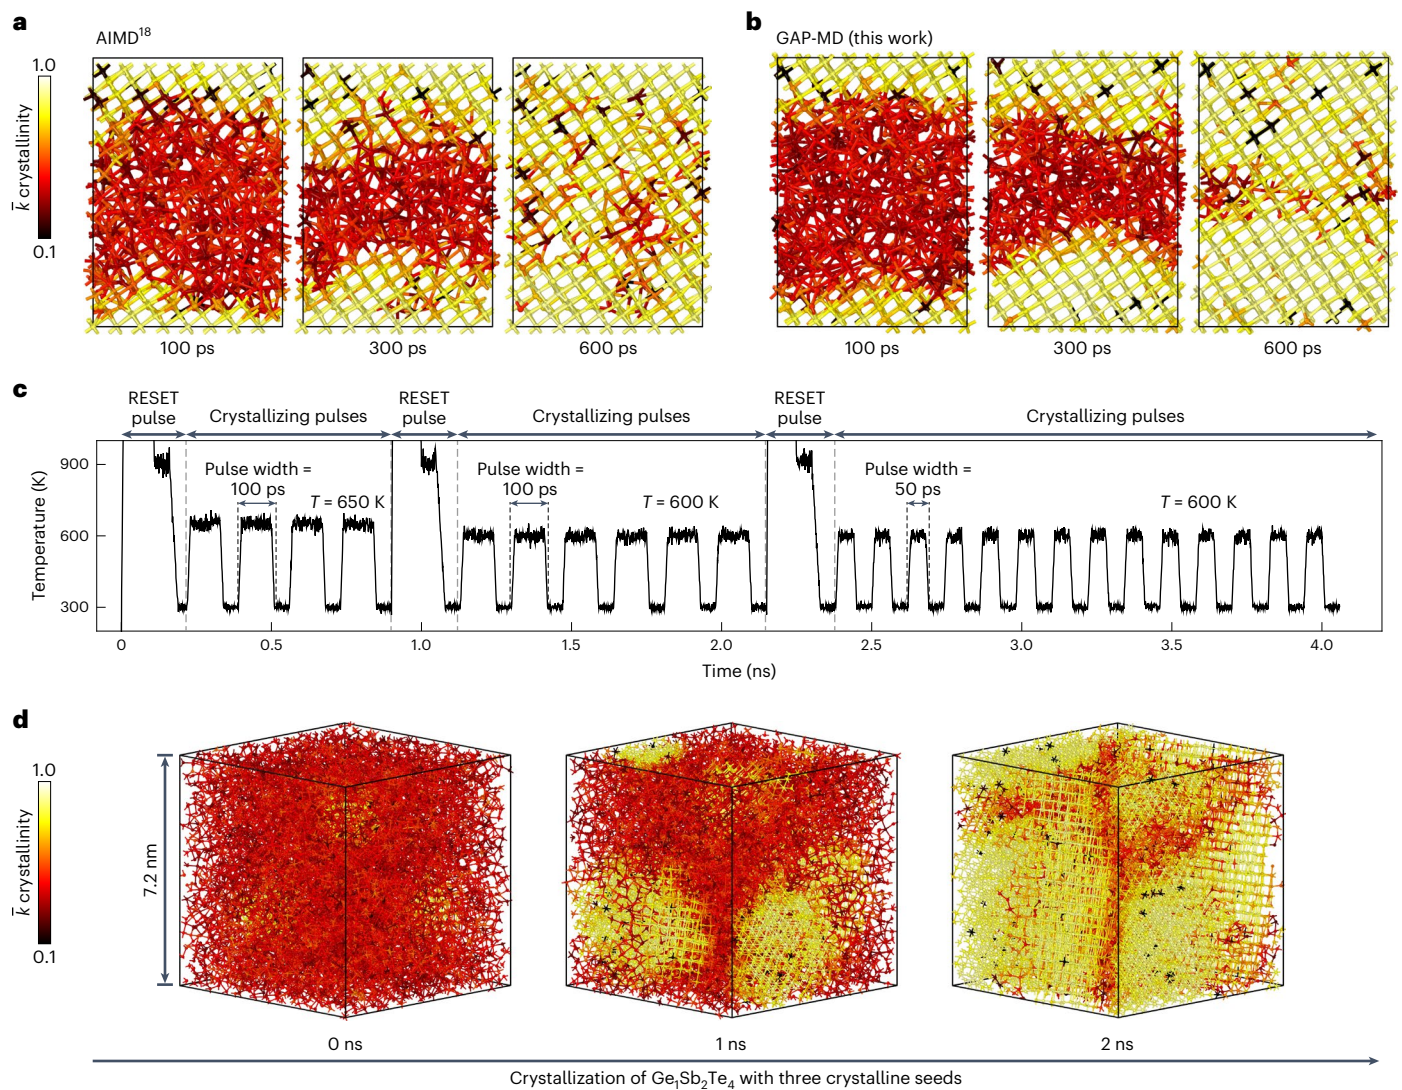 a
AIMD18
1.0
k̅ crystallinity
0.1
100 ps
300 ps
600 ps
b
GAP-MD (this work)
100 ps
300 ps
600 ps
c
RESET
pulse
Crystallizing pulses
RESET
pulse
Crystallizing pulses
RESET
pulse
Crystallizing pulses
Pulse width =
100 ps
T = 650 K
Pulse width =
100 ps
T = 600 K
Pulse width =
50 ps
T = 600 K
Temperature (K)
900
600
300
0
0.5
1.0
1.5
2.0
2.5
3.0
3.5
4.0
Time (ns)
d
1.0
k̅ crystallinity
0.1
7.2 nm
0 ns
1 ns
2 ns
Crystallization of Ge1Sb2Te4 with three crystalline seeds